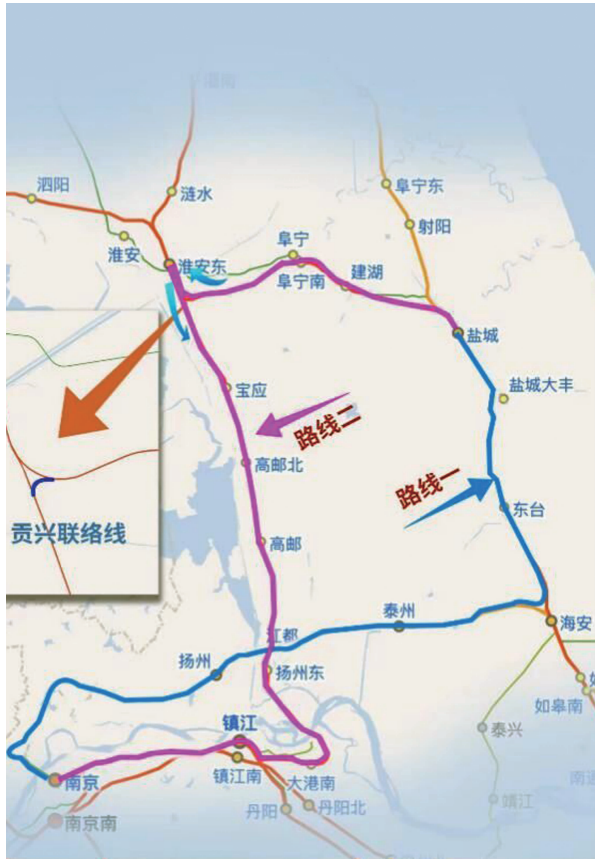 泗阳
涟水
阜宁东
射阳
淮安
淮安东
阜宁
阜宁南
建湖
盐城
宝应
盐城大丰
路线二
高邮北
路线一
东台
贡兴联络线
高邮
泰州
海安
江都
扬州
扬州东
如皋南
镇江
泰兴
镇江南
大港南
南京
靖江
丹阳
丹阳北
南京南